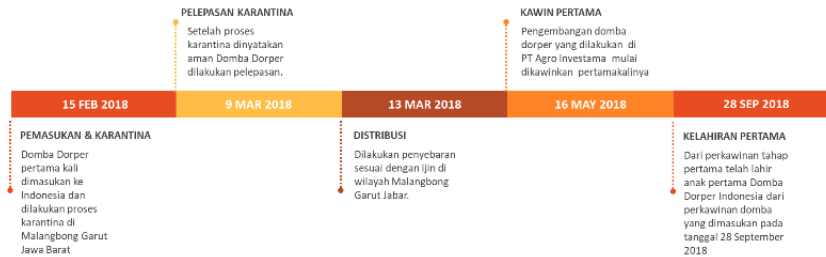 PELEPASAN KARANTINA
Setelah proses
karantina dinyatakan
aman Domba Dorper
dilakukan pelepasan.
KAWIN PERTAMA
Pengembangan domba
dorper yang dilakukan di
PT Agro Investama mulai
dikawinkan pertamakalinya
15 FEB 2018
9 MAR 2018
13 MAR 2018
16 MAY 2018
28 SEP 2018
PEMASUKAN & KARANTINA
Domba Dorper
pertama kali
dimasukan ke
Indonesia dan
dilakukan proses
karantina di
Malangbong Garut
Jawa Barat
DISTRIBUSI
Dilakukan penyebaran
sesuai dengan ijin di
wilayah Malangbong
Garut Jabar.
KELAHIRAN PERTAMA
Dari perkawinan tahap
pertama telah lahir
anak pertama Domba
Dorper Indonesia dari
perkawinan domba
yang dimasukan pada
tanggal 28 September
2018